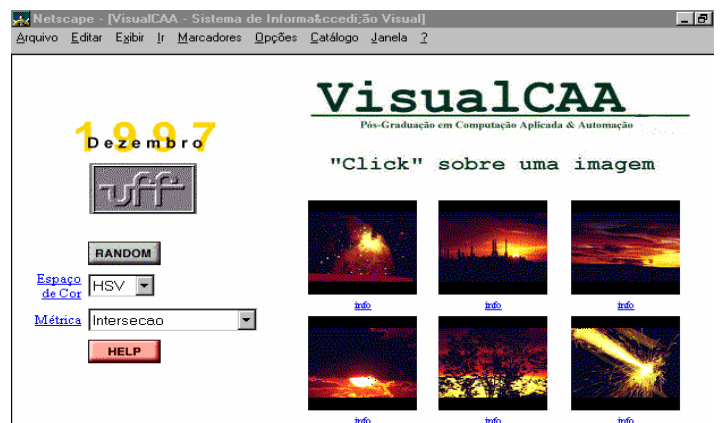 Netscape - [VisualCAA - Sistema de Informa&ccedi;ão Visual]
Arquivo Editar Exibir Ir Marcadores Opções Catálogo Janela ?
1997
Dezembro
uff
RANDOM
Espaço
de Cor HSV
Métrica Intersecao
HELP
VisualCAA
Pós-Graduação em Computação Aplicada & Automação
"Click" sobre uma imagem
info info info
info info info